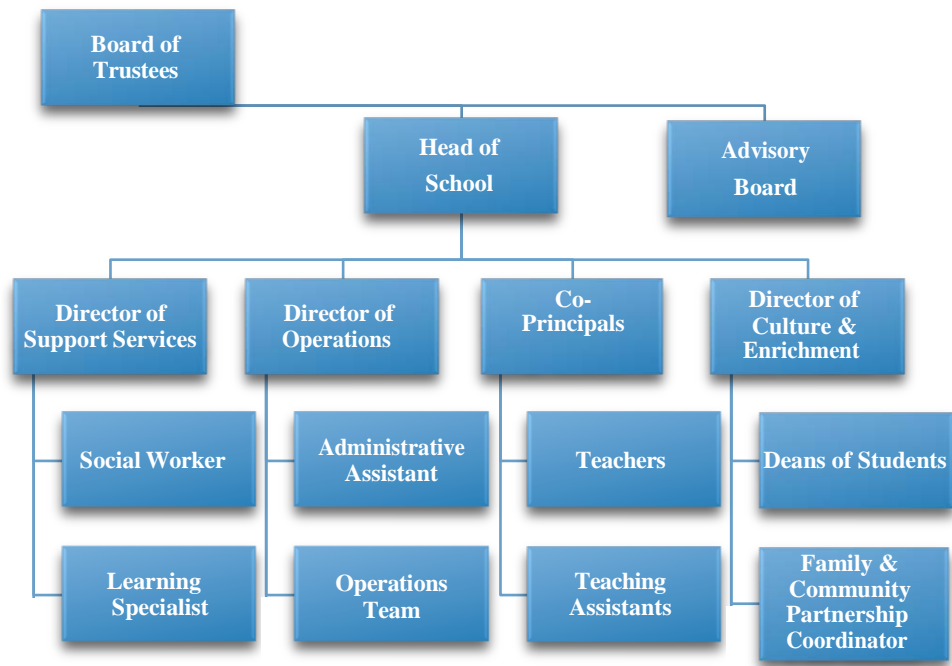 Board of
Trustees
Head of
School
Advisory
Board
Director of
Support Services
Director of
Operations
Co-
Principals
Director of
Culture &
Enrichment
Social Worker
Administrative
Assistant
Teachers
Deans of Students
Learning
Specialist
Operations
Team
Teaching
Assistants
Family &
Community
Partnership
Coordinator